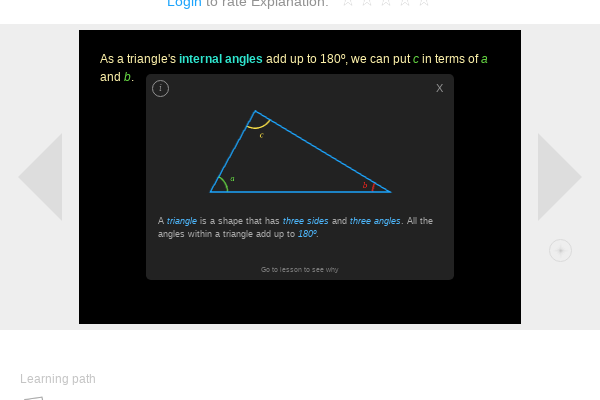 Login to rate Explanation: ☆ ☆ ☆ ☆ ☆
As a triangle's internal angles add up to 180º, we can put c in terms of a
and b.
i X
c
a b
A triangle is a shape that has three sides and three angles. All the
angles within a triangle add up to 180º.
Go to lesson to see why
Learning path